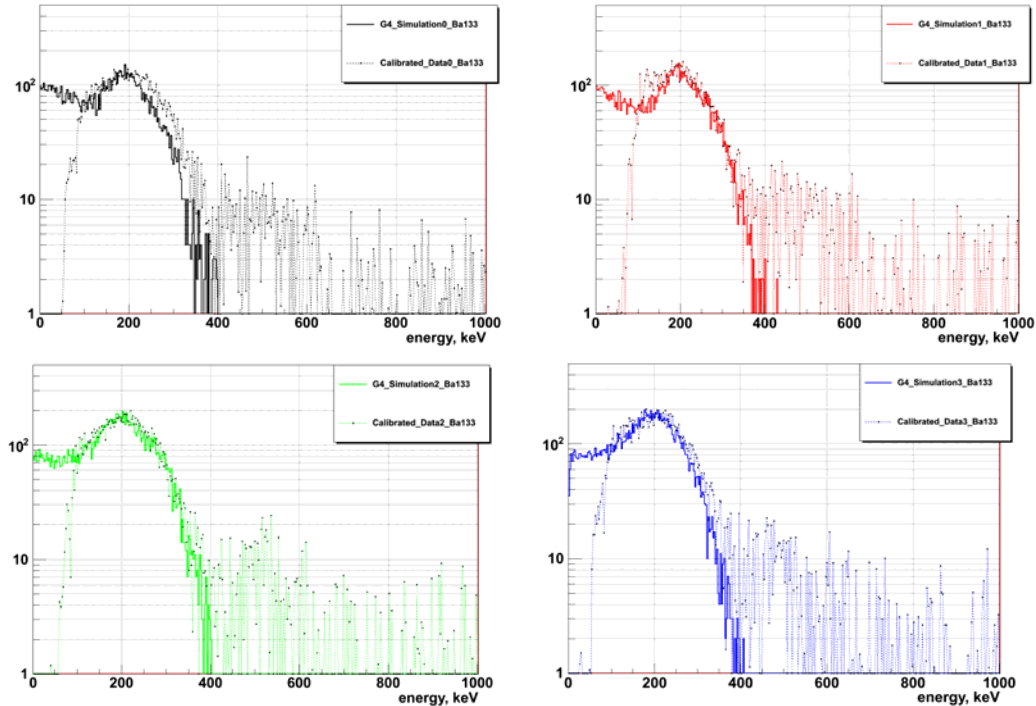 G4_Simulation0_Ba133
Calibrated_Data0_Ba133
10²
10
1
0 200 400 600 800 1000
energy, keV
G4_Simulation1_Ba133
Calibrated_Data1_Ba133
10²
10
1
0 200 400 600 800 1000
energy, keV
G4_Simulation2_Ba133
Calibrated_Data2_Ba133
10²
10
1
0 200 400 600 800 1000
energy, keV
G4_Simulation3_Ba133
Calibrated_Data3_Ba133
10²
10
1
0 200 400 600 800 1000
energy, keV